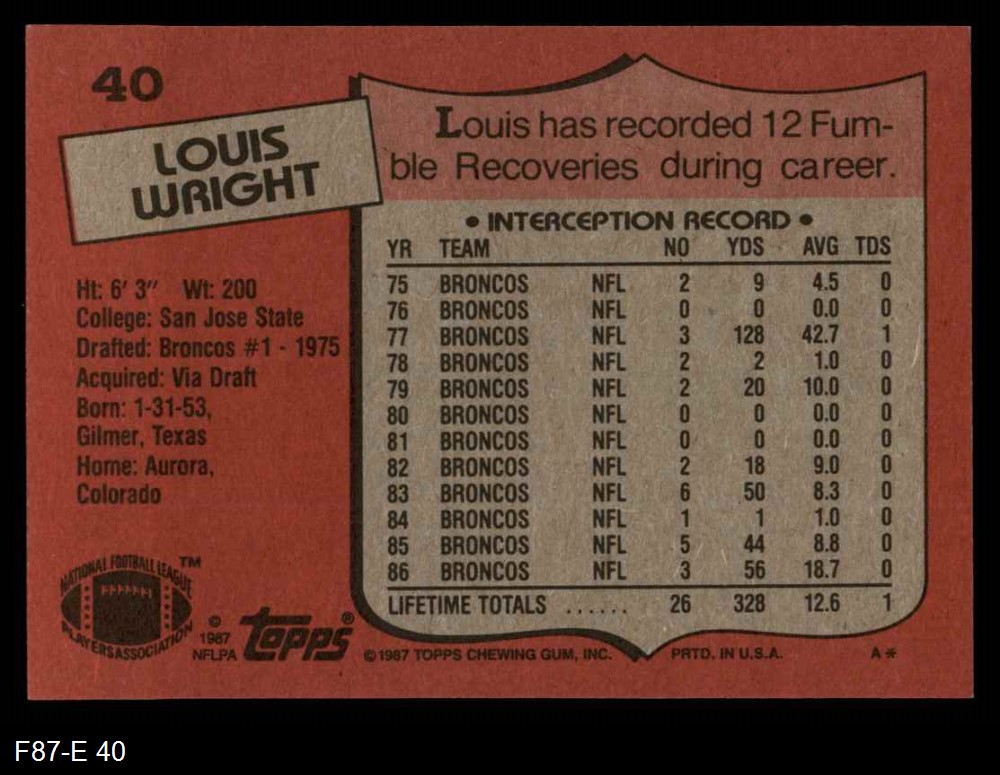 40
LOUIS
WRIGHT
Ht: 6′ 3″ Wt: 200
College: San Jose State
Drafted: Broncos #1 - 1975
Acquired: Via Draft
Born: 1-31-53,
Gilmer, Texas
Home: Aurora,
Colorado
NATIONAL FOOTBALL LEAGUE
PLAYERS ASSOCIATION
TM
© 1987
NFLPA
topps®
Louis has recorded 12 Fum-
ble Recoveries during career.
• INTERCEPTION RECORD •
YR TEAM NO YDS AVG TDS
75 BRONCOS NFL 2 9 4.5 0
76 BRONCOS NFL 0 0 0.0 0
77 BRONCOS NFL 3 128 42.7 1
78 BRONCOS NFL 2 2 1.0 0
79 BRONCOS NFL 2 20 10.0 0
80 BRONCOS NFL 0 0 0.0 0
81 BRONCOS NFL 0 0 0.0 0
82 BRONCOS NFL 2 18 9.0 0
83 BRONCOS NFL 6 50 8.3 0
84 BRONCOS NFL 1 1 1.0 0
85 BRONCOS NFL 5 44 8.8 0
86 BRONCOS NFL 3 56 18.7 0
LIFETIME TOTALS ...... 26 328 12.6 1
© 1987 TOPPS CHEWING GUM, INC. PRTD. IN U.S.A. A*
F87-E 40